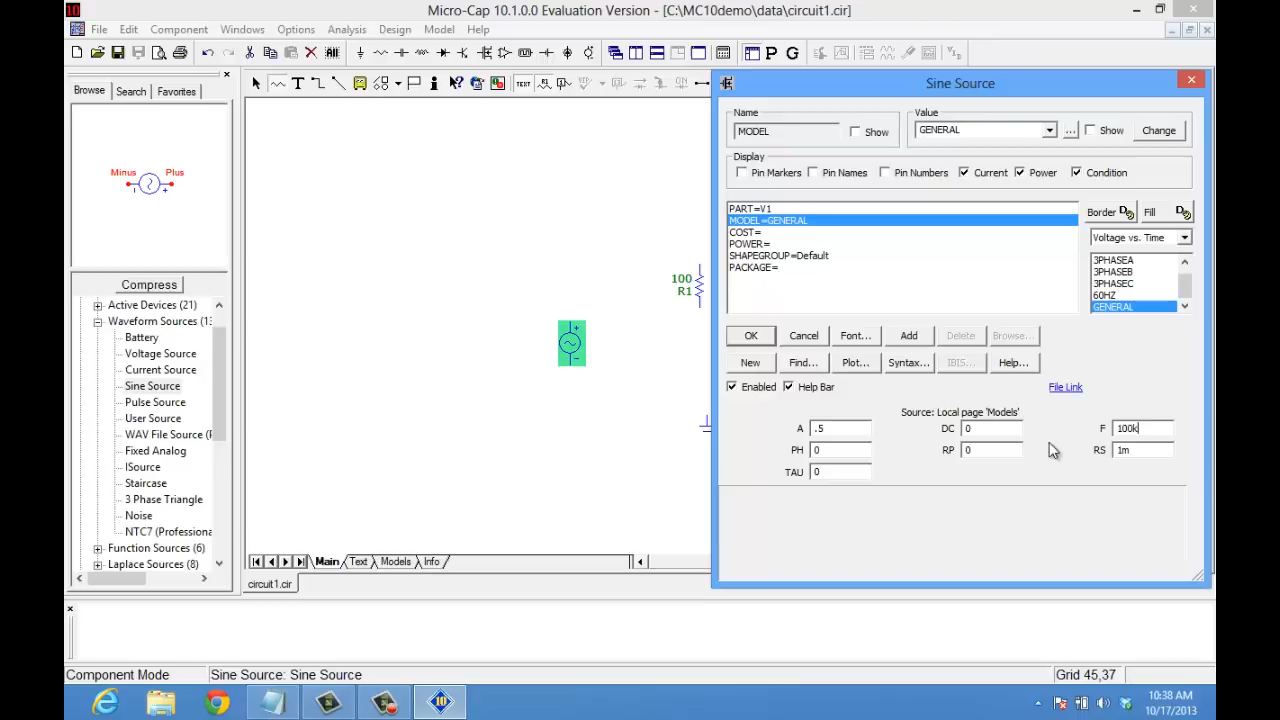 10
Micro-Cap 10.1.0.0 Evaluation Version - [C:\MC10demo\data\circuit1.cir]
File Edit Component Windows Options Analysis Design Model Help
Browse Search Favorites
Minus Plus
Compress
Active Devices (21)
Waveform Sources (13
Battery
Voltage Source
Current Source
Sine Source
Pulse Source
User Source
WAV File Source (P
Fixed Analog
ISource
Staircase
3 Phase Triangle
Noise
NTC7 (Professiona
Function Sources (6)
Laplace Sources (8)
100
R1
Main Text Models Info
circuit1.cir
Sine Source
Name
MODEL
Show
Value
GENERAL
...
Show
Change
Display
Pin Markers Pin Names Pin Numbers Current Power Condition
PART=V1
MODEL=GENERAL
COST=
POWER=
SHAPEGROUP=Default
PACKAGE=
Border Fill
Voltage vs. Time
3PHASEA
3PHASEB
3PHASEC
60HZ
GENERAL
OK Cancel Font... Add Delete Browse...
New Find... Plot... Syntax... IBIS... Help...
Enabled Help Bar File Link
Source: Local page 'Models'
A .5 DC 0 F 100k
PH 0 RP 0 RS 1m
TAU 0
Component Mode Sine Source: Sine Source Grid 45,37
10:38 AM
10/17/2013